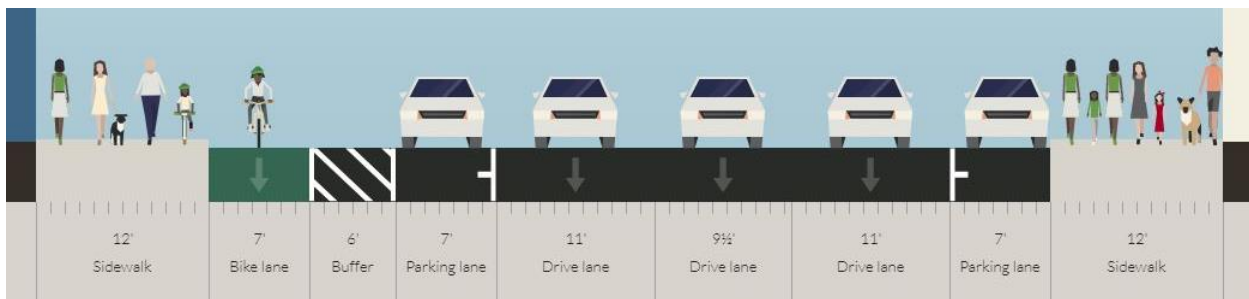 12' 7' 6' 7' 11' 9½' 11' 7' 12'
Sidewalk Bike lane Buffer Parking lane Drive lane Drive lane Drive lane Parking lane Sidewalk